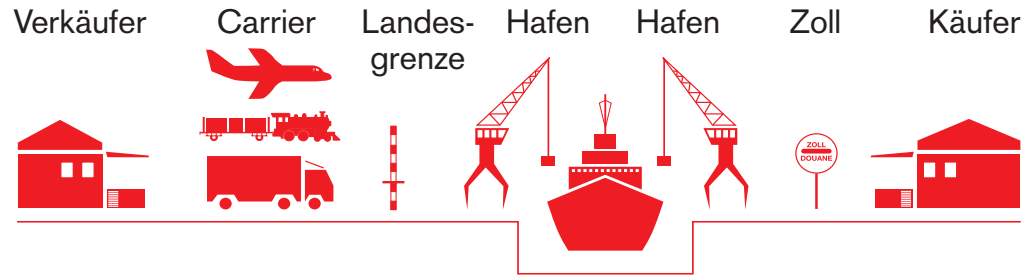 Verkäufer
Carrier
Landes-
grenze
Hafen
Hafen
Zoll
Käufer
ZOLL
DOUANE